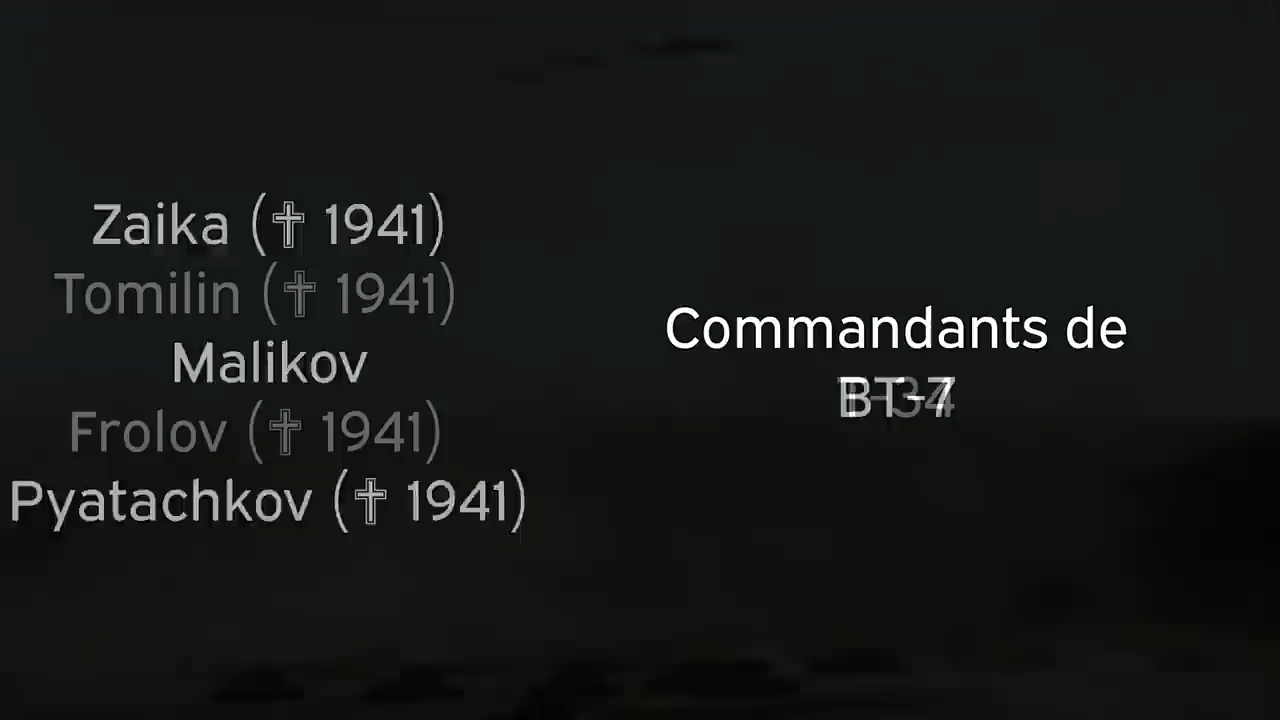 Zaika († 1941)
Tomilin († 1941)
Malikov
Frolov († 1941)
Pyatachkov († 1941)
Commandants de
BT-7